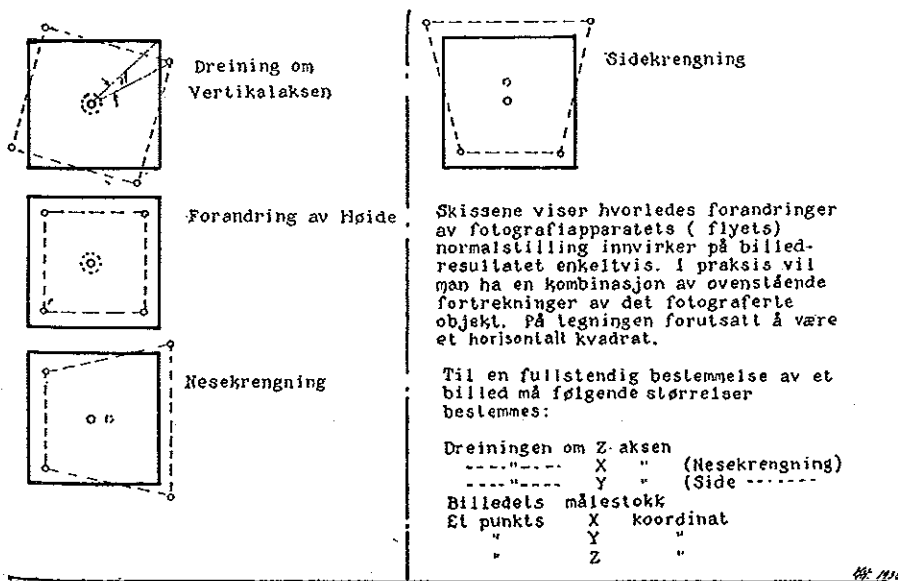 Dreining om
Vertikalaksen
Forandring av Høide
Nesekrengning
Sidekrengning
Skissene viser hvorledes forandringer
av fotografiapparatets ( flyets)
normalstilling innvirker på billed-
resultatet enkeltvis. I praksis vil
man ha en kombinasjon av ovenstående
fortrekninger av det fotograferte
objekt. På tegningen forutsatt å være
et horisontalt kvadrat.
Til en fullstendig bestemmelse av et
billed må følgende størrelser
bestemmes:
Dreiningen om Z-aksen
----"---- X " (Nesekrengning)
----"---- Y " (Side -------
Billedets målestokk
Et punkts X koordinat
" Y "
" Z "